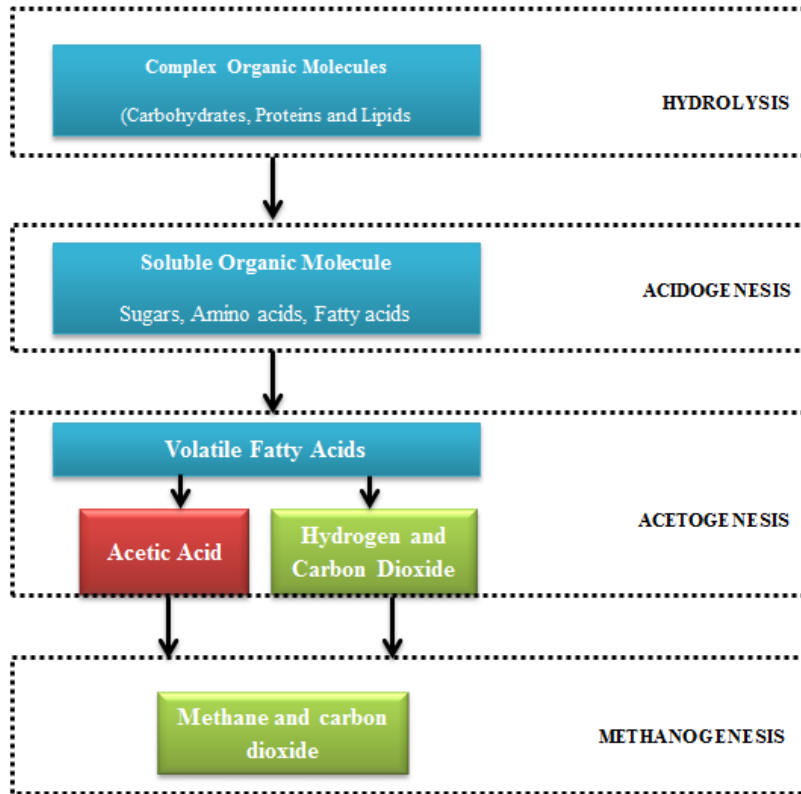 Complex Organic Molecules
(Carbohydrates, Proteins and Lipids
HYDROLYSIS
Soluble Organic Molecule
Sugars, Amino acids, Fatty acids
ACIDOGENESIS
Volatile Fatty Acids
Acetic Acid
Hydrogen and
Carbon Dioxide
ACETOGENESIS
Methane and carbon
dioxide
METHANOGENESIS